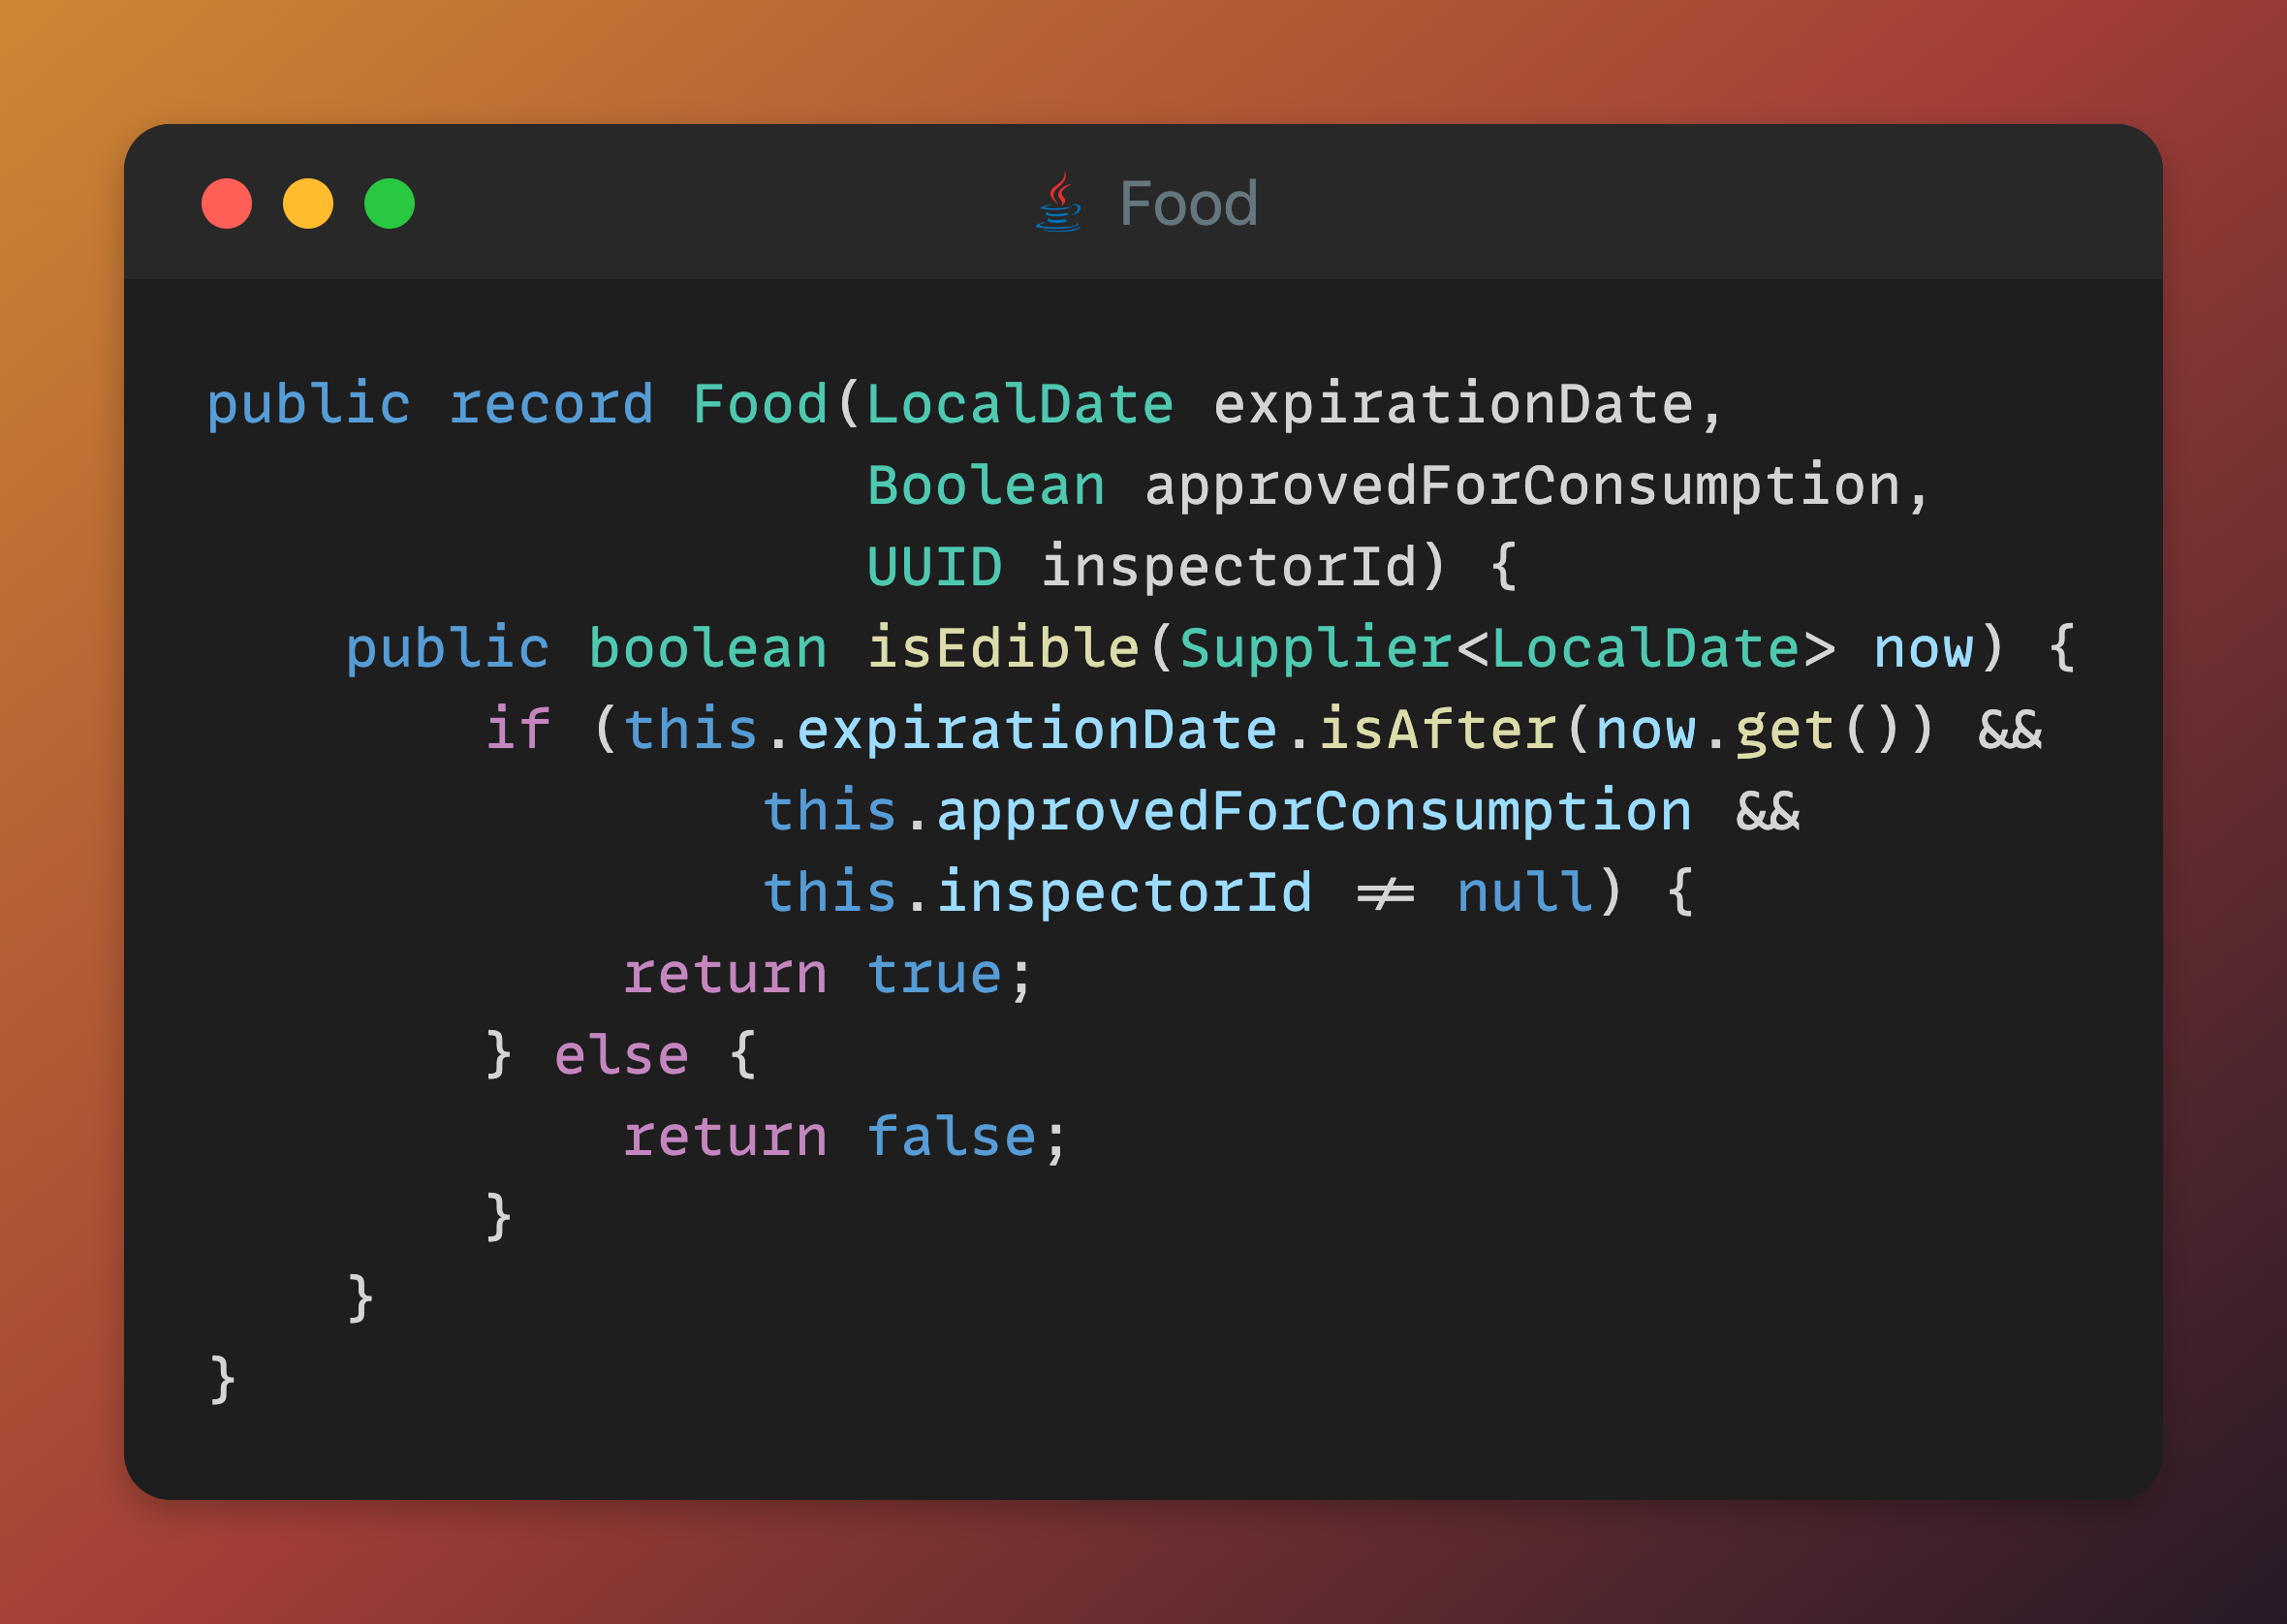 Food
public record Food(LocalDate expirationDate,
                   Boolean approvedForConsumption,
                   UUID inspectorId) {
    public boolean isEdible(Supplier<LocalDate> now) {
        if (this.expirationDate.isAfter(now.get()) &&
                this.approvedForConsumption &&
                this.inspectorId != null) {
            return true;
        } else {
            return false;
        }
    }
}